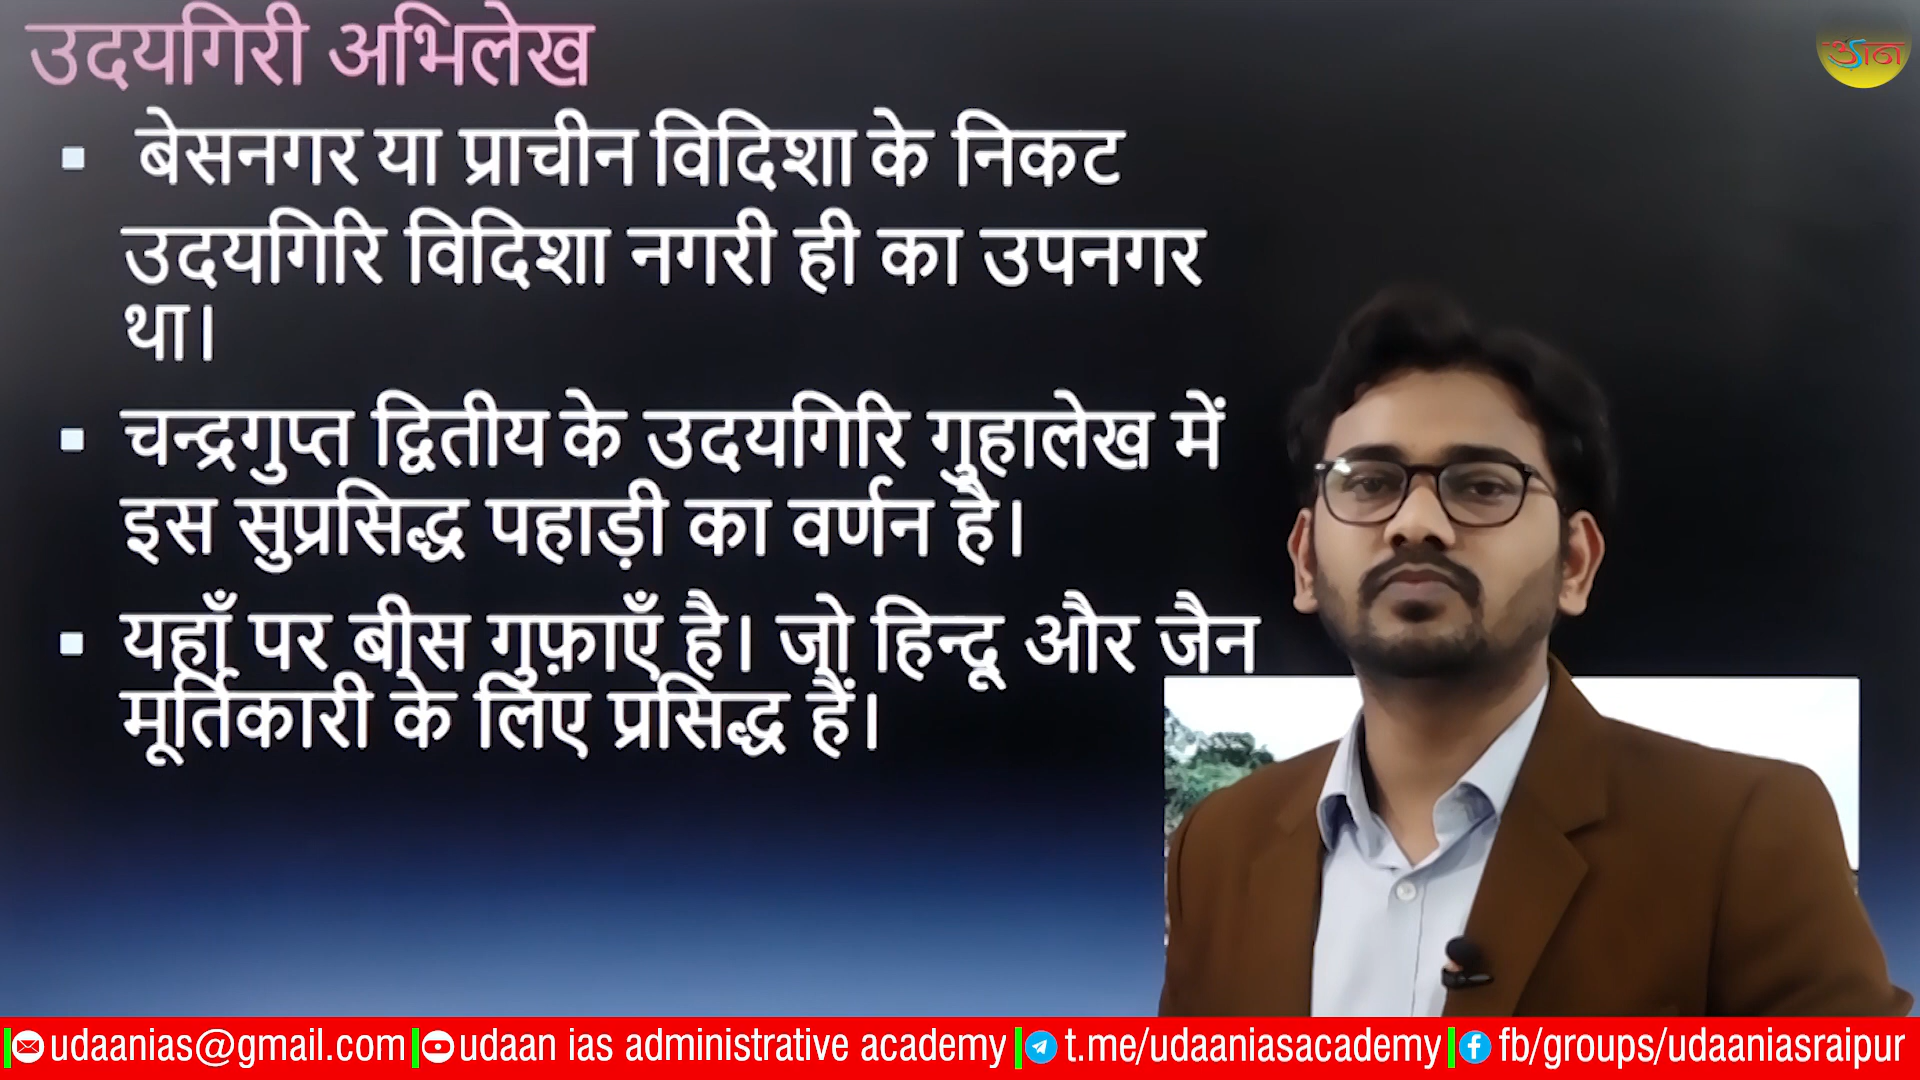 उदयगिरी अभिलेख
उड़ान
▪ बेसनगर या प्राचीन विदिशा के निकट
उदयगिरि विदिशा नगरी ही का उपनगर
था।
▪ चन्द्रगुप्त द्वितीय के उदयगिरि गुहालेख में
इस सुप्रसिद्ध पहाड़ी का वर्णन है।
▪ यहाँ पर बीस गुफ़ाएँ है। जो हिन्दू और जैन
मूर्तिकारी के लिए प्रसिद्ध हैं।
udaanias@gmail.com udaan ias administrative academy t.me/udaaniasacademy fb/groups/udaaniasraipur